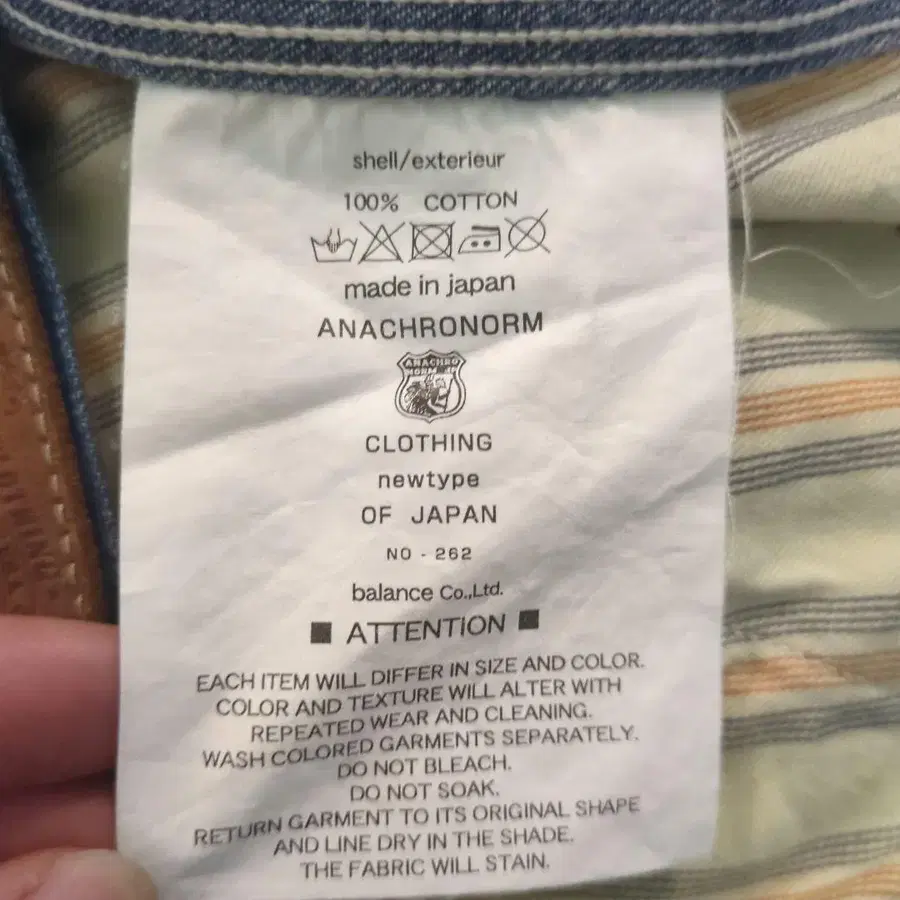 shell/exterieur
100% COTTON
made in japan
ANACHRONORM
ANACHRO
NORM
CLOTHING
newtype
OF JAPAN
NO - 262
balance Co.,Ltd.
■ ATTENTION ■
EACH ITEM WILL DIFFER IN SIZE AND COLOR.
COLOR AND TEXTURE WILL ALTER WITH
REPEATED WEAR AND CLEANING.
WASH COLORED GARMENTS SEPARATELY.
DO NOT BLEACH.
DO NOT SOAK.
RETURN GARMENT TO ITS ORIGINAL SHAPE
AND LINE DRY IN THE SHADE.
THE FABRIC WILL STAIN.